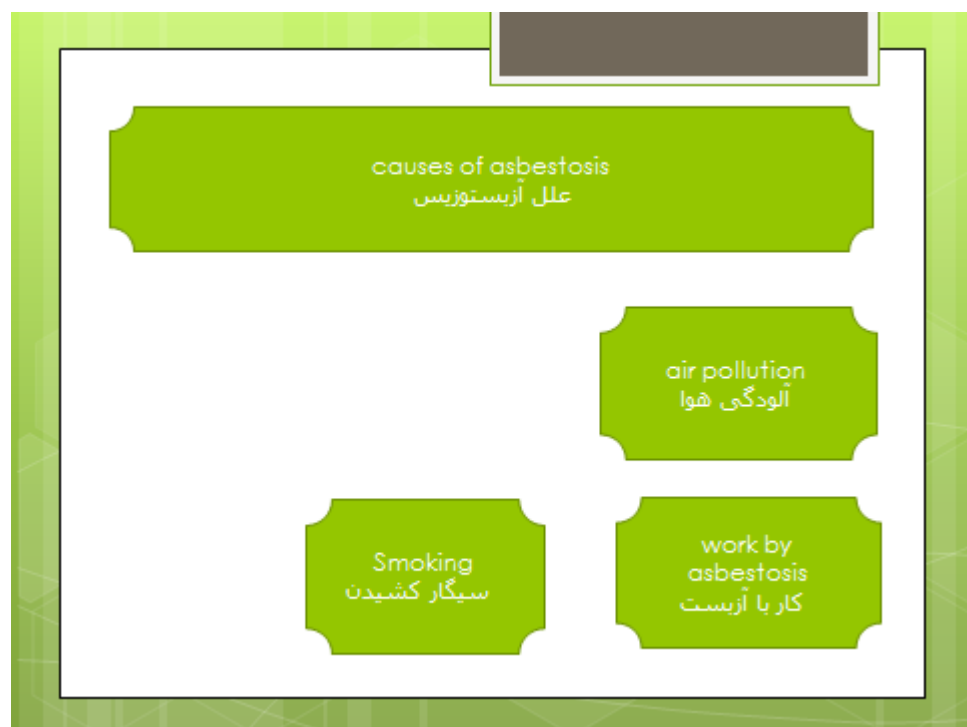 causes of asbestosis
علل آزبستوزیس
air pollution
آلودگی هوا
Smoking
سیگار کشیدن
work by
asbestosis
کار با آزبست